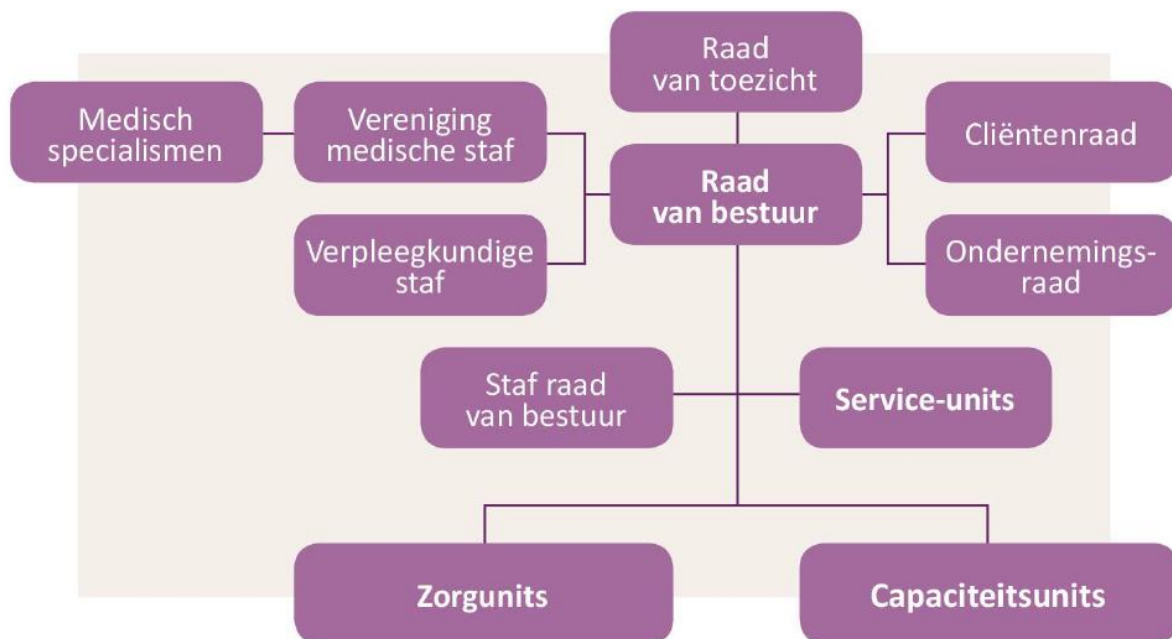 Raad
van toezicht
Medisch
specialismen
Vereniging
medische staf
Cliëntenraad
Raad
van bestuur
Verpleegkundige
staf
Ondernemings-
raad
Staf raad
van bestuur
Service-units
Zorgunits
Capaciteitsunits